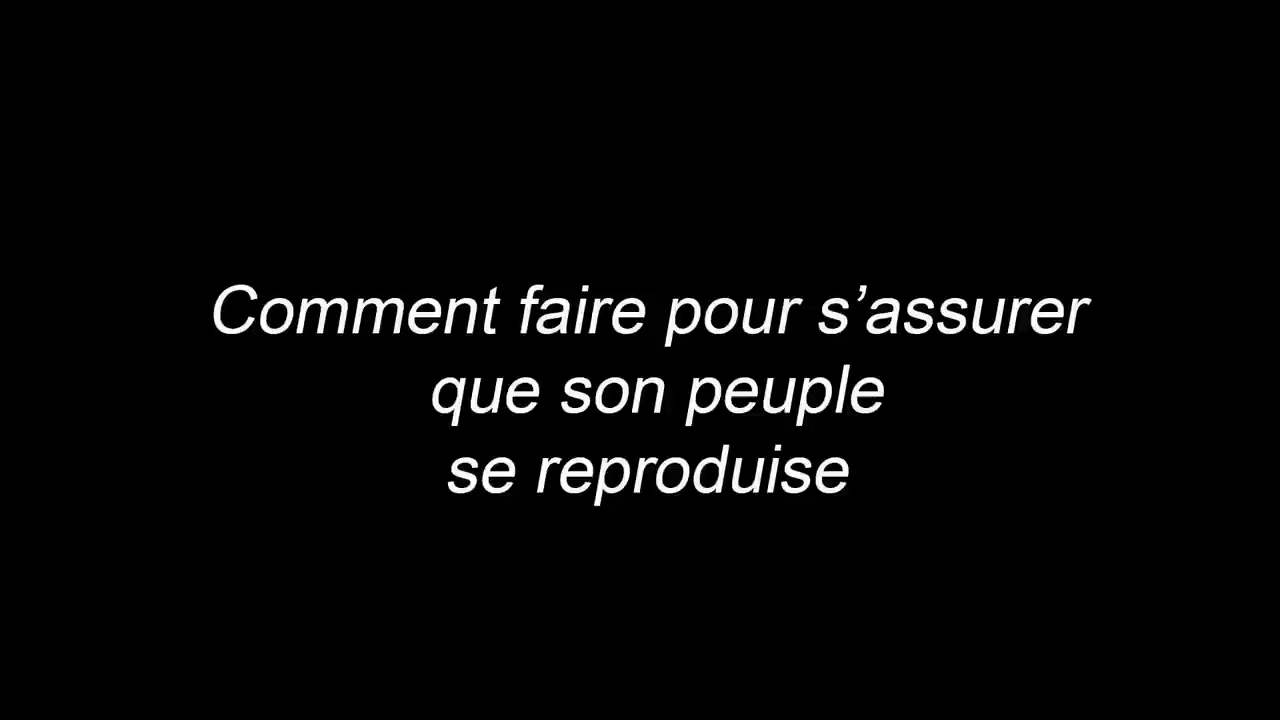 Comment faire pour s’assurer
que son peuple
se reproduise